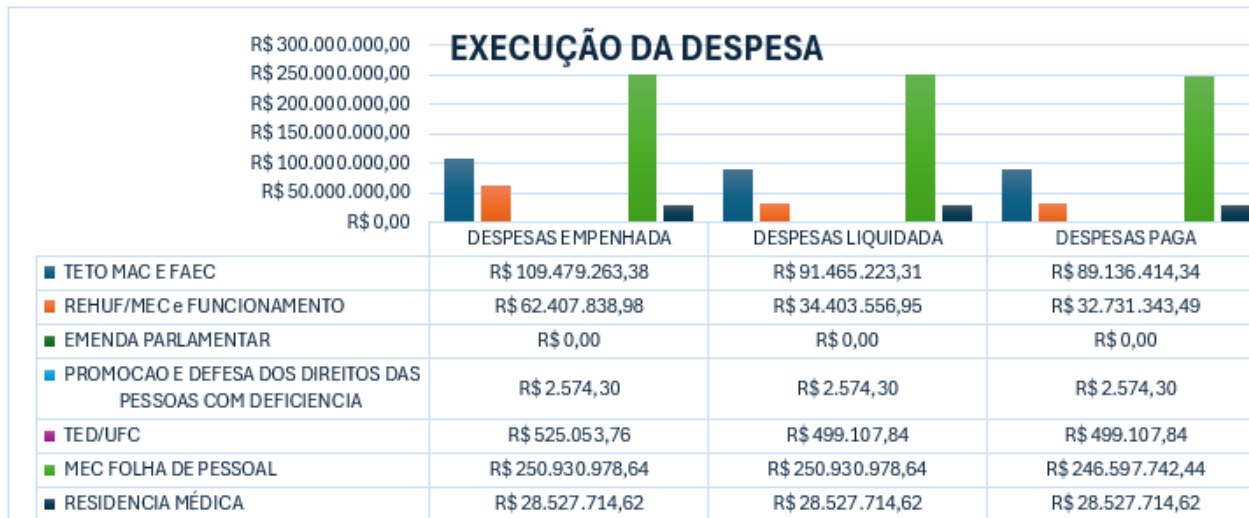 EXECUÇÃO DA DESPESA
R$ 300.000.000,00
R$ 250.000.000,00
R$ 200.000.000,00
R$ 150.000.000,00
R$ 100.000.000,00
R$ 50.000.000,00
R$ 0,00
DESPESAS EMPENHADA DESPESAS LIQUIDADA DESPESAS PAGA
TETO MAC E FAEC R$ 109.479.263,38 R$ 91.465.223,31 R$ 89.136.414,34
REHUF/MEC e FUNCIONAMENTO R$ 62.407.838,98 R$ 34.403.556,95 R$ 32.731.343,49
EMENDA PARLAMENTAR R$ 0,00 R$ 0,00 R$ 0,00
PROMOCAO E DEFESA DOS DIREITOS DAS
PESSOAS COM DEFICIENCIA R$ 2.574,30 R$ 2.574,30 R$ 2.574,30
TED/UFC R$ 525.053,76 R$ 499.107,84 R$ 499.107,84
MEC FOLHA DE PESSOAL R$ 250.930.978,64 R$ 250.930.978,64 R$ 246.597.742,44
RESIDENCIA MÉDICA R$ 28.527.714,62 R$ 28.527.714,62 R$ 28.527.714,62